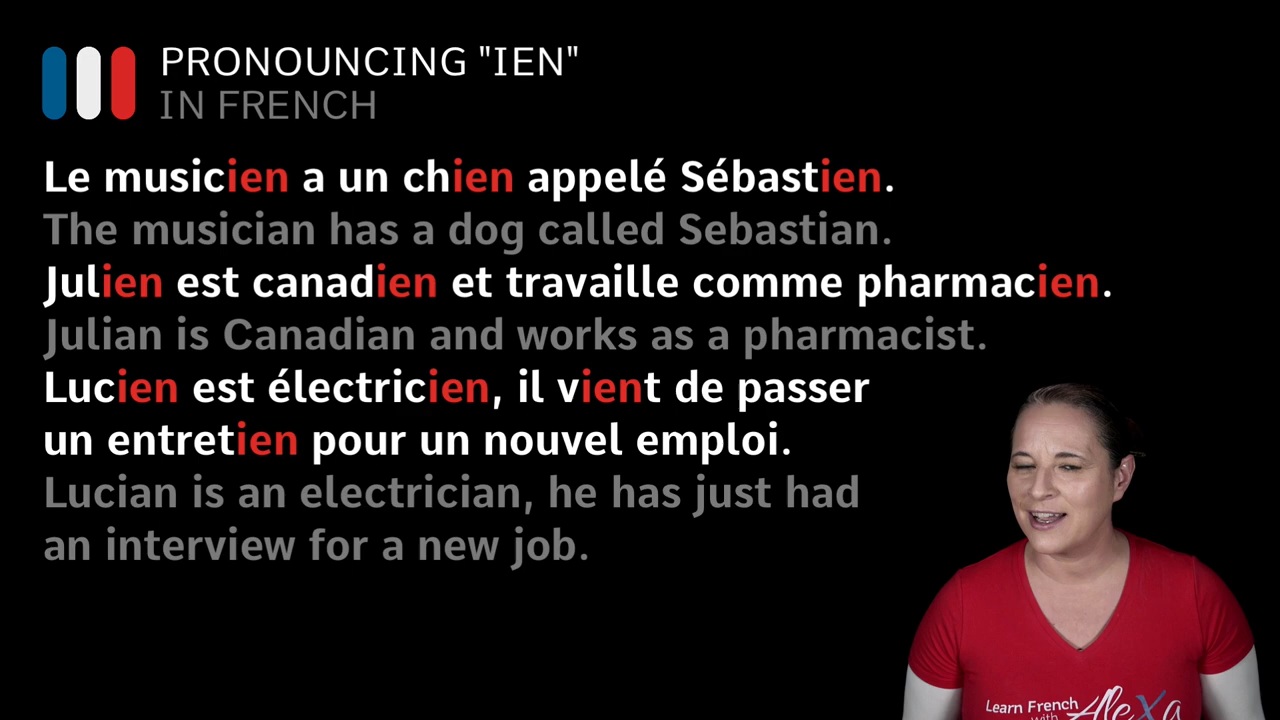 PRONOUNCING "IEN"
IN FRENCH
Le musicien a un chien appelé Sébastien.
The musician has a dog called Sebastian.
Julien est canadien et travaille comme pharmacien.
Julian is Canadian and works as a pharmacist.
Lucien est électricien, il vient de passer
un entretien pour un nouvel emploi.
Lucian is an electrician, he has just had
an interview for a new job.
Learn French
with Alexa